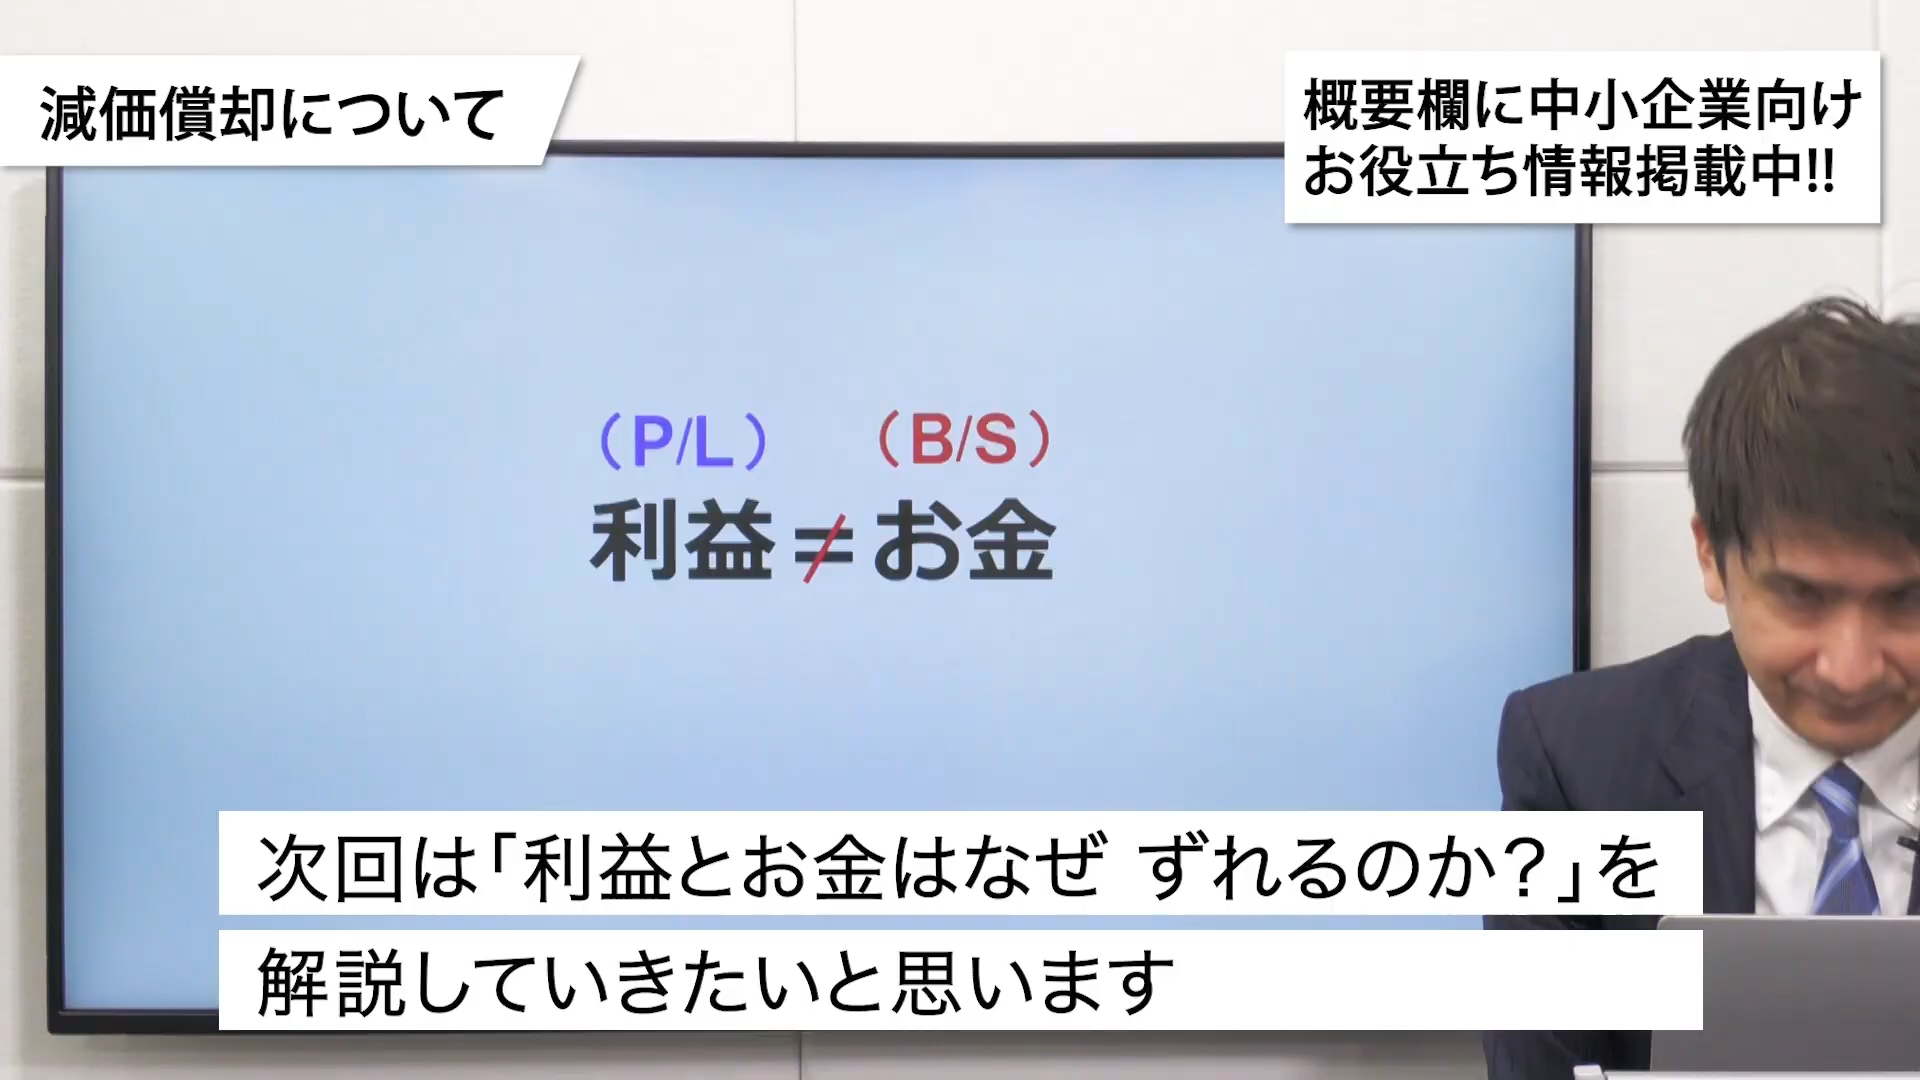 減価償却について
概要欄に中小企業向け
お役立ち情報掲載中!!
（P/L）　（B/S）
利益≠お金
次回は「利益とお金はなぜ ずれるのか？」を
解説していきたいと思います